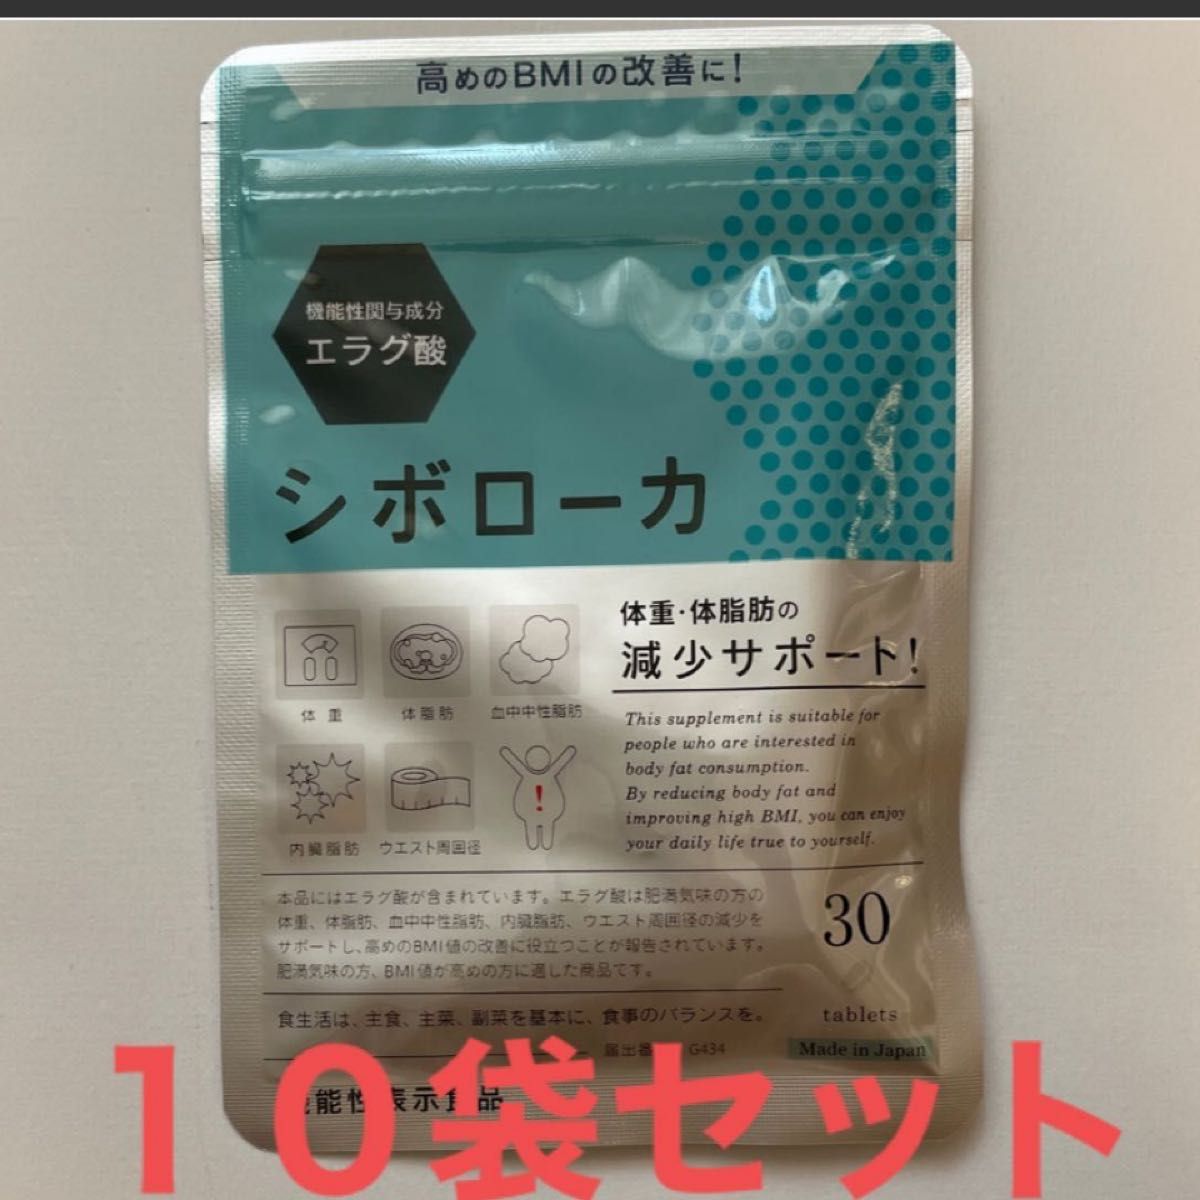 高めのBMIの改善に!
機能性関与成分
エラグ酸
シボローカ
体重・体脂肪の
減少サポート!
体重
体脂肪
血中中性脂肪
内臓脂肪
ウエスト周囲径
This supplement is suitable for
people who are interested in
body fat consumption.
By reducing body fat and
improving high BMI, you can enjoy
your daily life true to yourself.
本品にはエラグ酸が含まれています。エラグ酸は肥満気味の方の
体重、体脂肪、血中中性脂肪、内臓脂肪、ウエスト周囲径の減少を
サポートし、高めのBMI値の改善に役立つことが報告されています。
肥満気味の方、BMI値が高めの方に適した商品です。
30
tablets
食生活は、主食、主菜、副菜を基本に、食事のバランスを。
届出番 G434
Made in Japan
能性表示食品
10袋セット